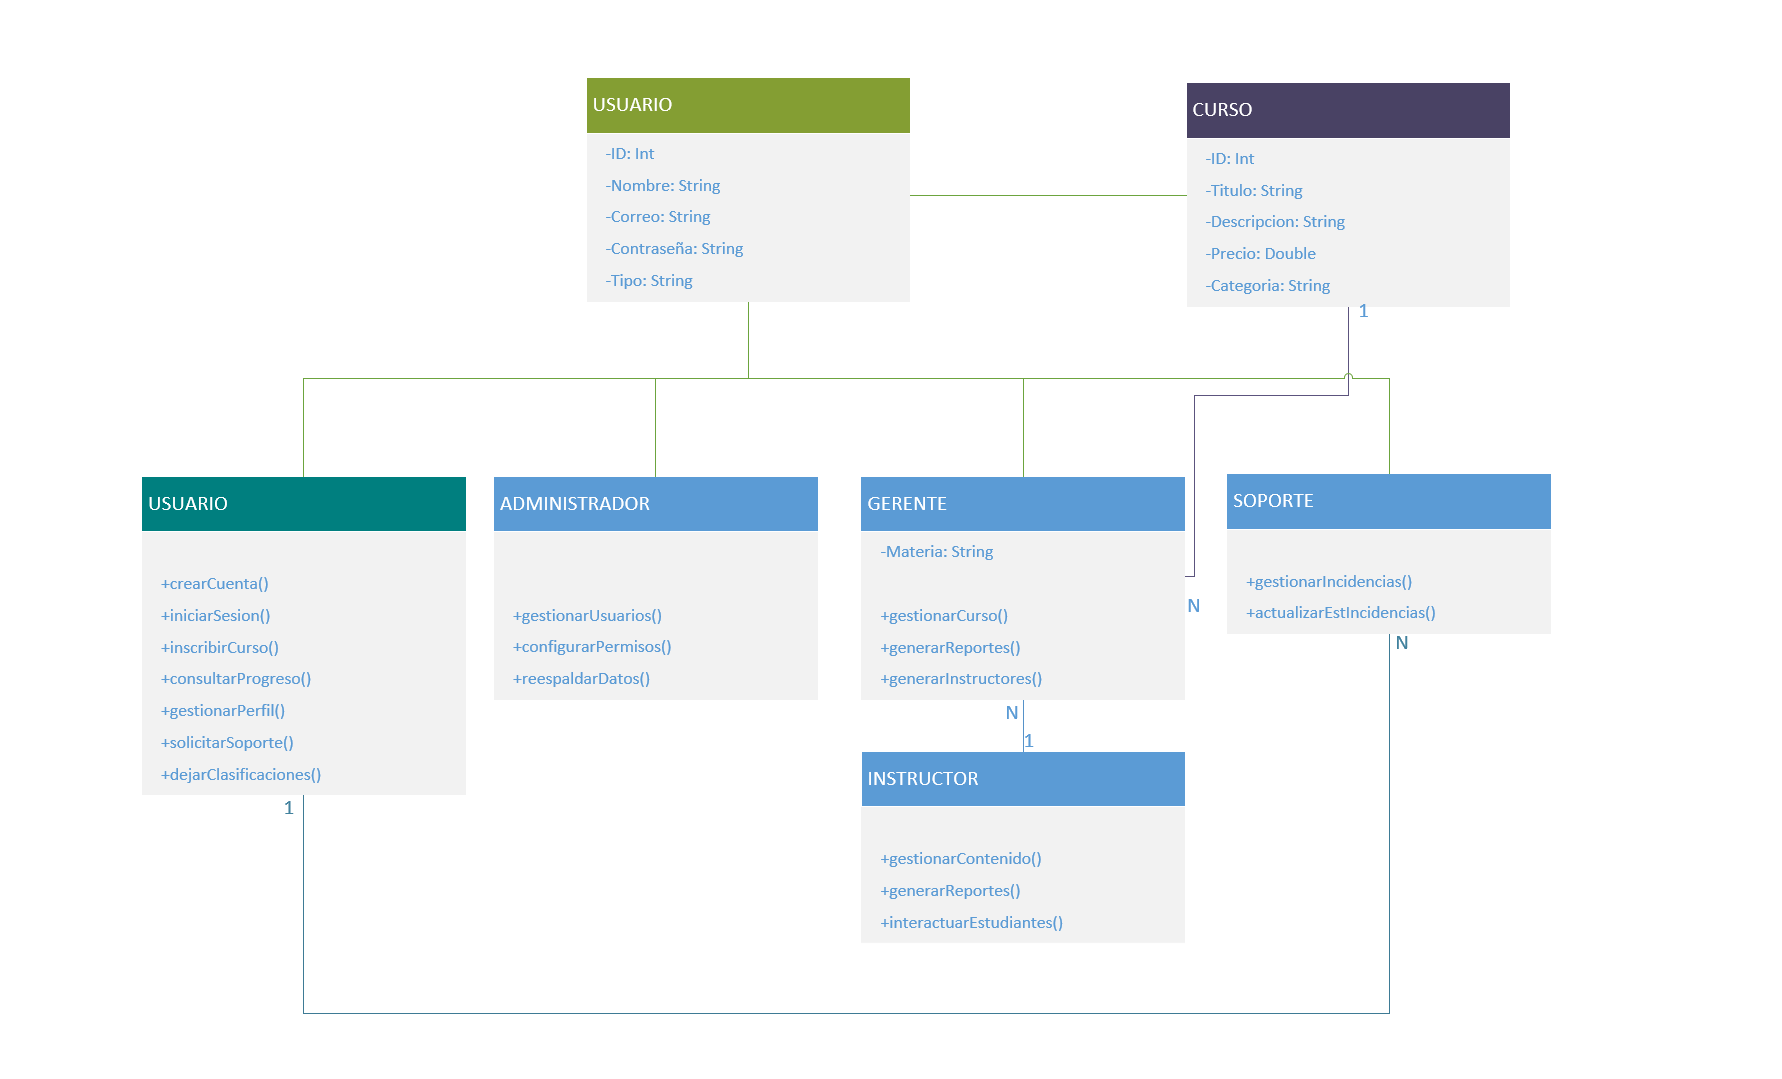 USUARIO
-ID: Int
-Nombre: String
-Correo: String
-Contraseña: String
-Tipo: String
CURSO
-ID: Int
-Titulo: String
-Descripcion: String
-Precio: Double
-Categoria: String
1
USUARIO
+crearCuenta()
+iniciarSesion()
+inscribirCurso()
+consultarProgreso()
+gestionarPerfil()
+solicitarSoporte()
+dejarClasificaciones()
1
ADMINISTRADOR
+gestionarUsuarios()
+configurarPermisos()
+reespaldarDatos()
GERENTE
-Materia: String
+gestionarCurso()
+generarReportes()
+generarInstructores()
N
N
1
SOPORTE
+gestionarIncidencias()
+actualizarEstIncidencias()
N
INSTRUCTOR
+gestionarContenido()
+generarReportes()
+interactuarEstudiantes()